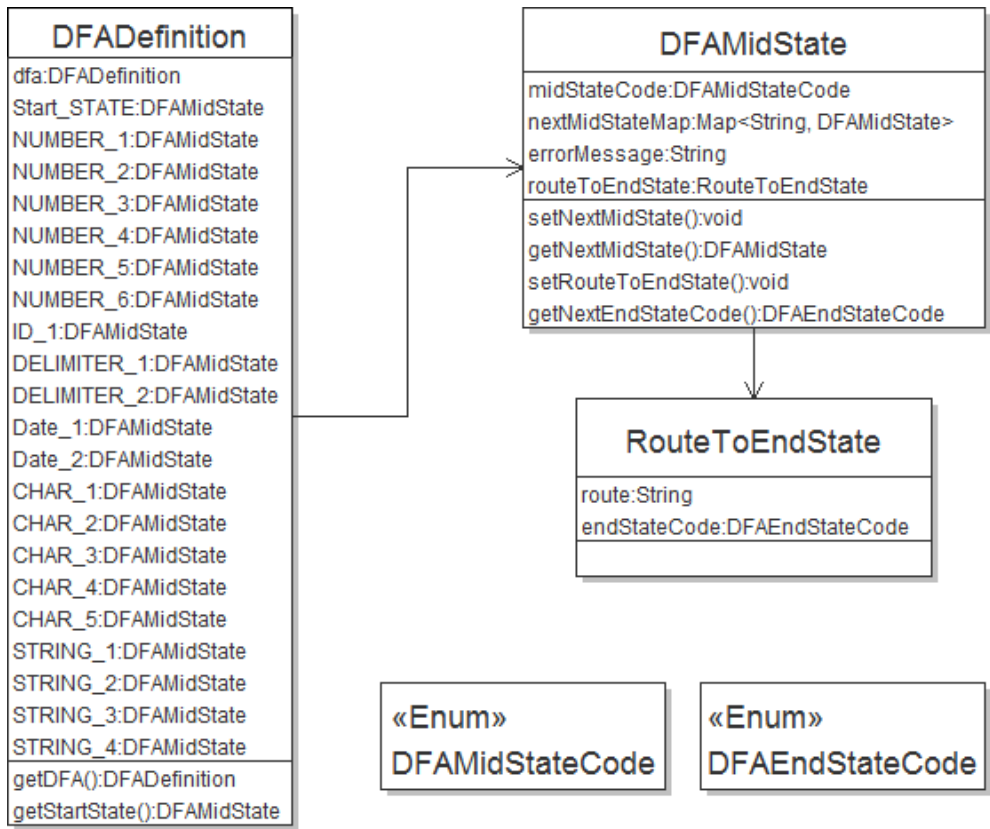 DFADefinition
dfa:DFADefinition
Start_STATE:DFAMidState
NUMBER_1:DFAMidState
NUMBER_2:DFAMidState
NUMBER_3:DFAMidState
NUMBER_4:DFAMidState
NUMBER_5:DFAMidState
NUMBER_6:DFAMidState
ID_1:DFAMidState
DELIMITER_1:DFAMidState
DELIMITER_2:DFAMidState
Date_1:DFAMidState
Date_2:DFAMidState
CHAR_1:DFAMidState
CHAR_2:DFAMidState
CHAR_3:DFAMidState
CHAR_4:DFAMidState
CHAR_5:DFAMidState
STRING_1:DFAMidState
STRING_2:DFAMidState
STRING_3:DFAMidState
STRING_4:DFAMidState
getDFA():DFADefinition
getStartState():DFAMidState
DFAMidState
midStateCode:DFAMidStateCode
nextMidStateMap:Map<String, DFAMidState>
errorMessage:String
routeToEndState:RouteToEndState
setNextMidState():void
getNextMidState():DFAMidState
setRouteToEndState():void
getNextEndStateCode():DFAEndStateCode
RouteToEndState
route:String
endStateCode:DFAEndStateCode
«Enum»
DFAMidStateCode
«Enum»
DFAEndStateCode